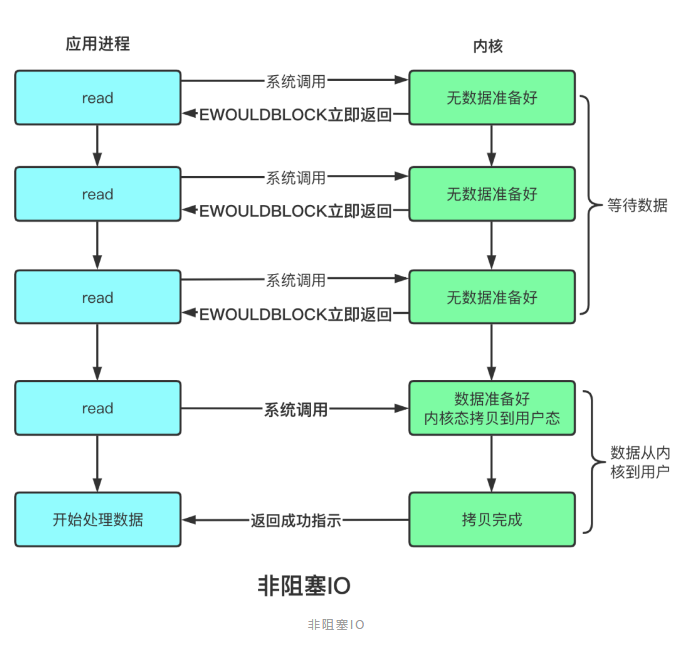 应用进程
内核
read
系统调用
无数据准备好
EWOULDBLOCK立即返回
read
系统调用
无数据准备好
EWOULDBLOCK立即返回
等待数据
read
系统调用
无数据准备好
EWOULDBLOCK立即返回
read
系统调用
数据准备好
内核态拷贝到用户态
数据从内
核到用户
开始处理数据
返回成功指示
拷贝完成
非阻塞IO
非阻塞IO